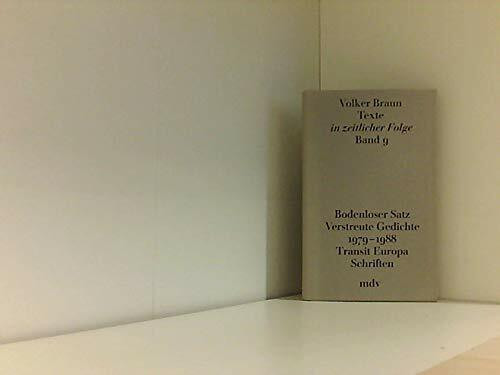 Volker Braun
Texte
in zeitlicher Folge
Band 9
Bodenloser Satz
Verstreute Gedichte
1979–1988
Transit Europa
Schriften
mdv